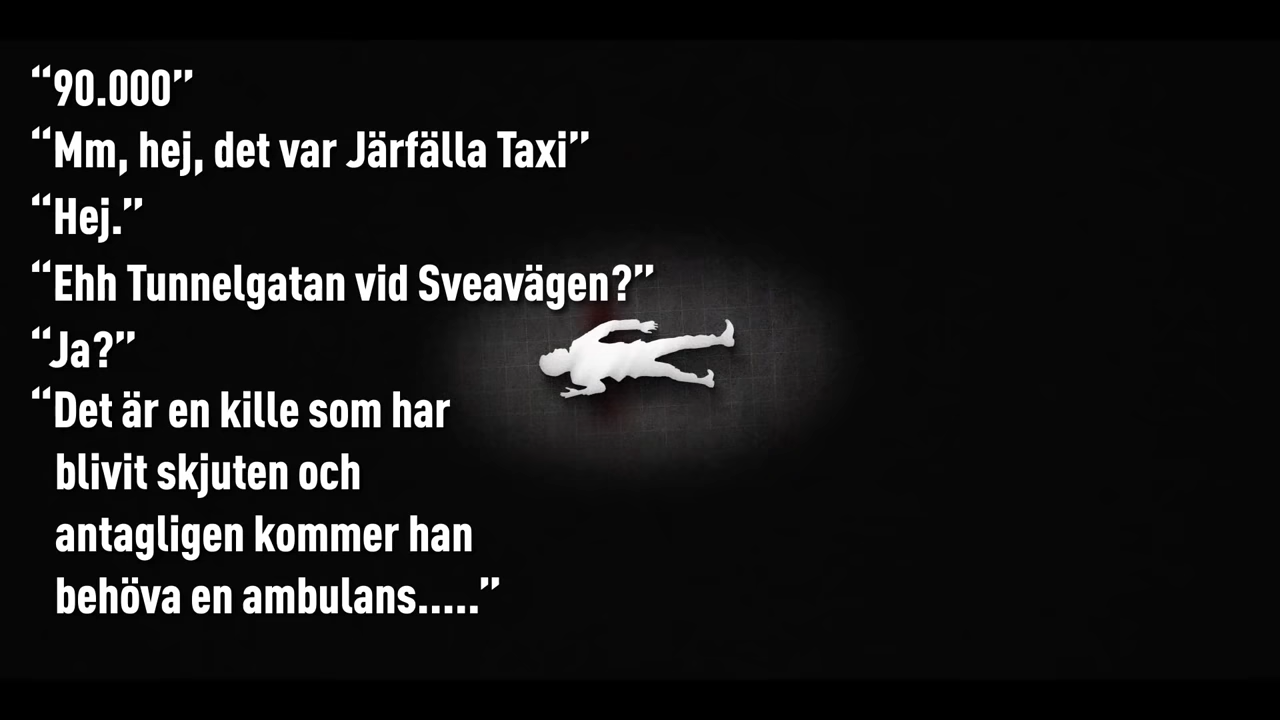 “90.000”
“Mm, hej, det var Järfälla Taxi”
“Hej.”
“Ehh Tunnelgatan vid Sveavägen?”
“Ja?”
“Det är en kille som har
blivit skjuten och
antagligen kommer han
behöva en ambulans.....”